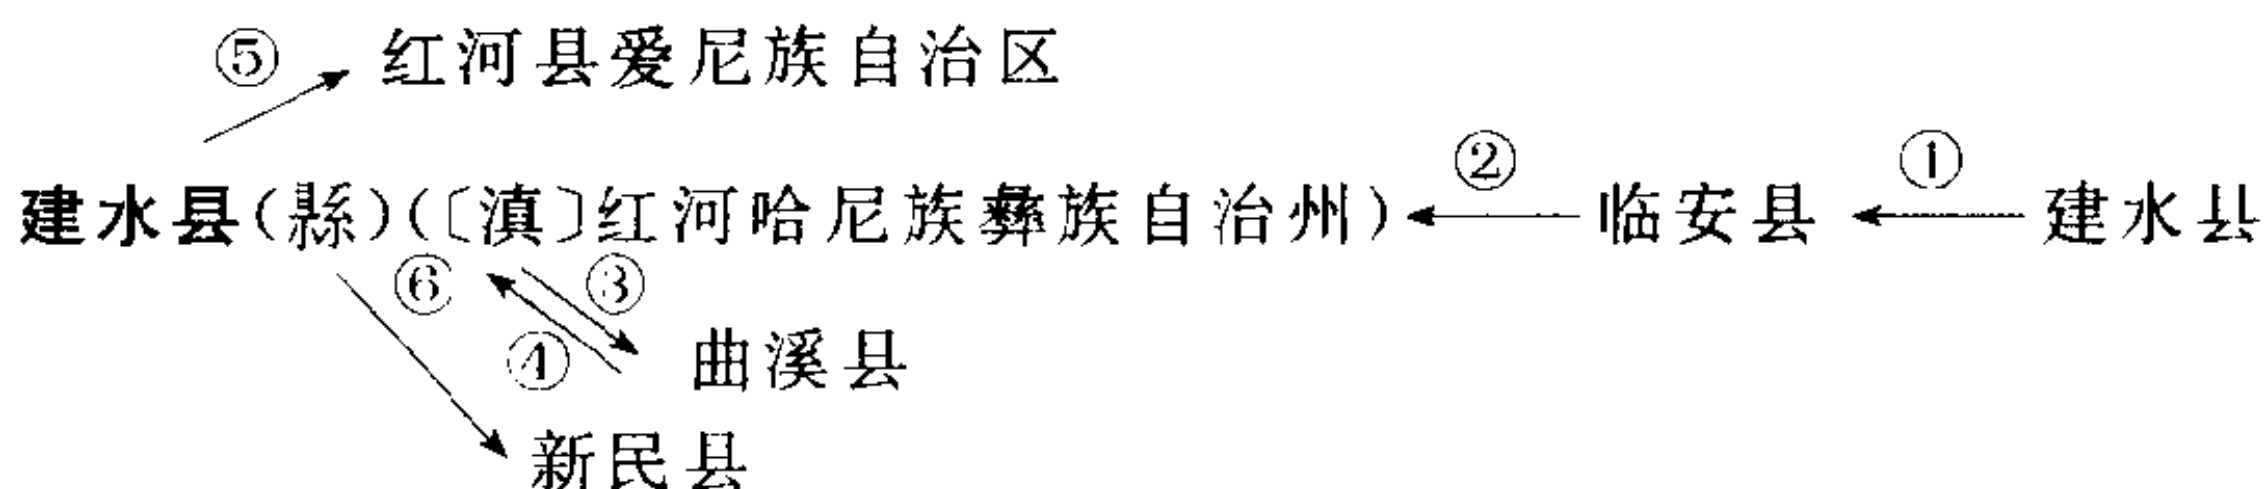 ⑤ 红河县爱尼族自治区
建水县(縣)(〔滇〕红河哈尼族彝族自治州) ② 临安县 ① 建水县
⑥ ③
④ 曲溪县
新民县